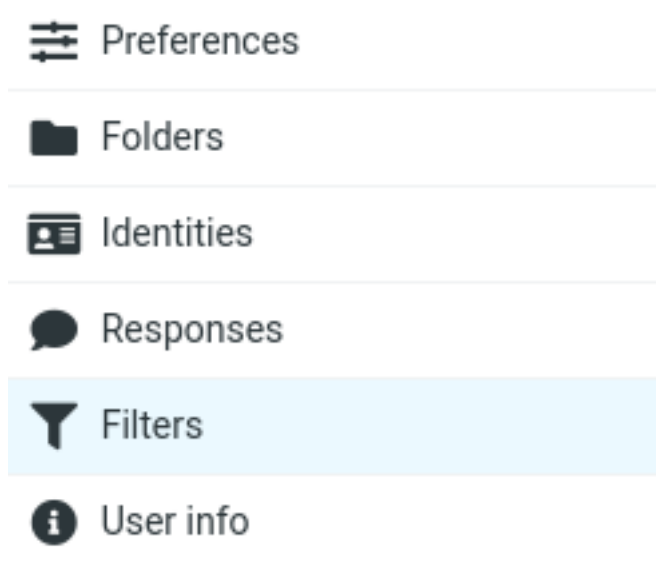 Preferences
Folders
Identities
Responses
Filters
User info